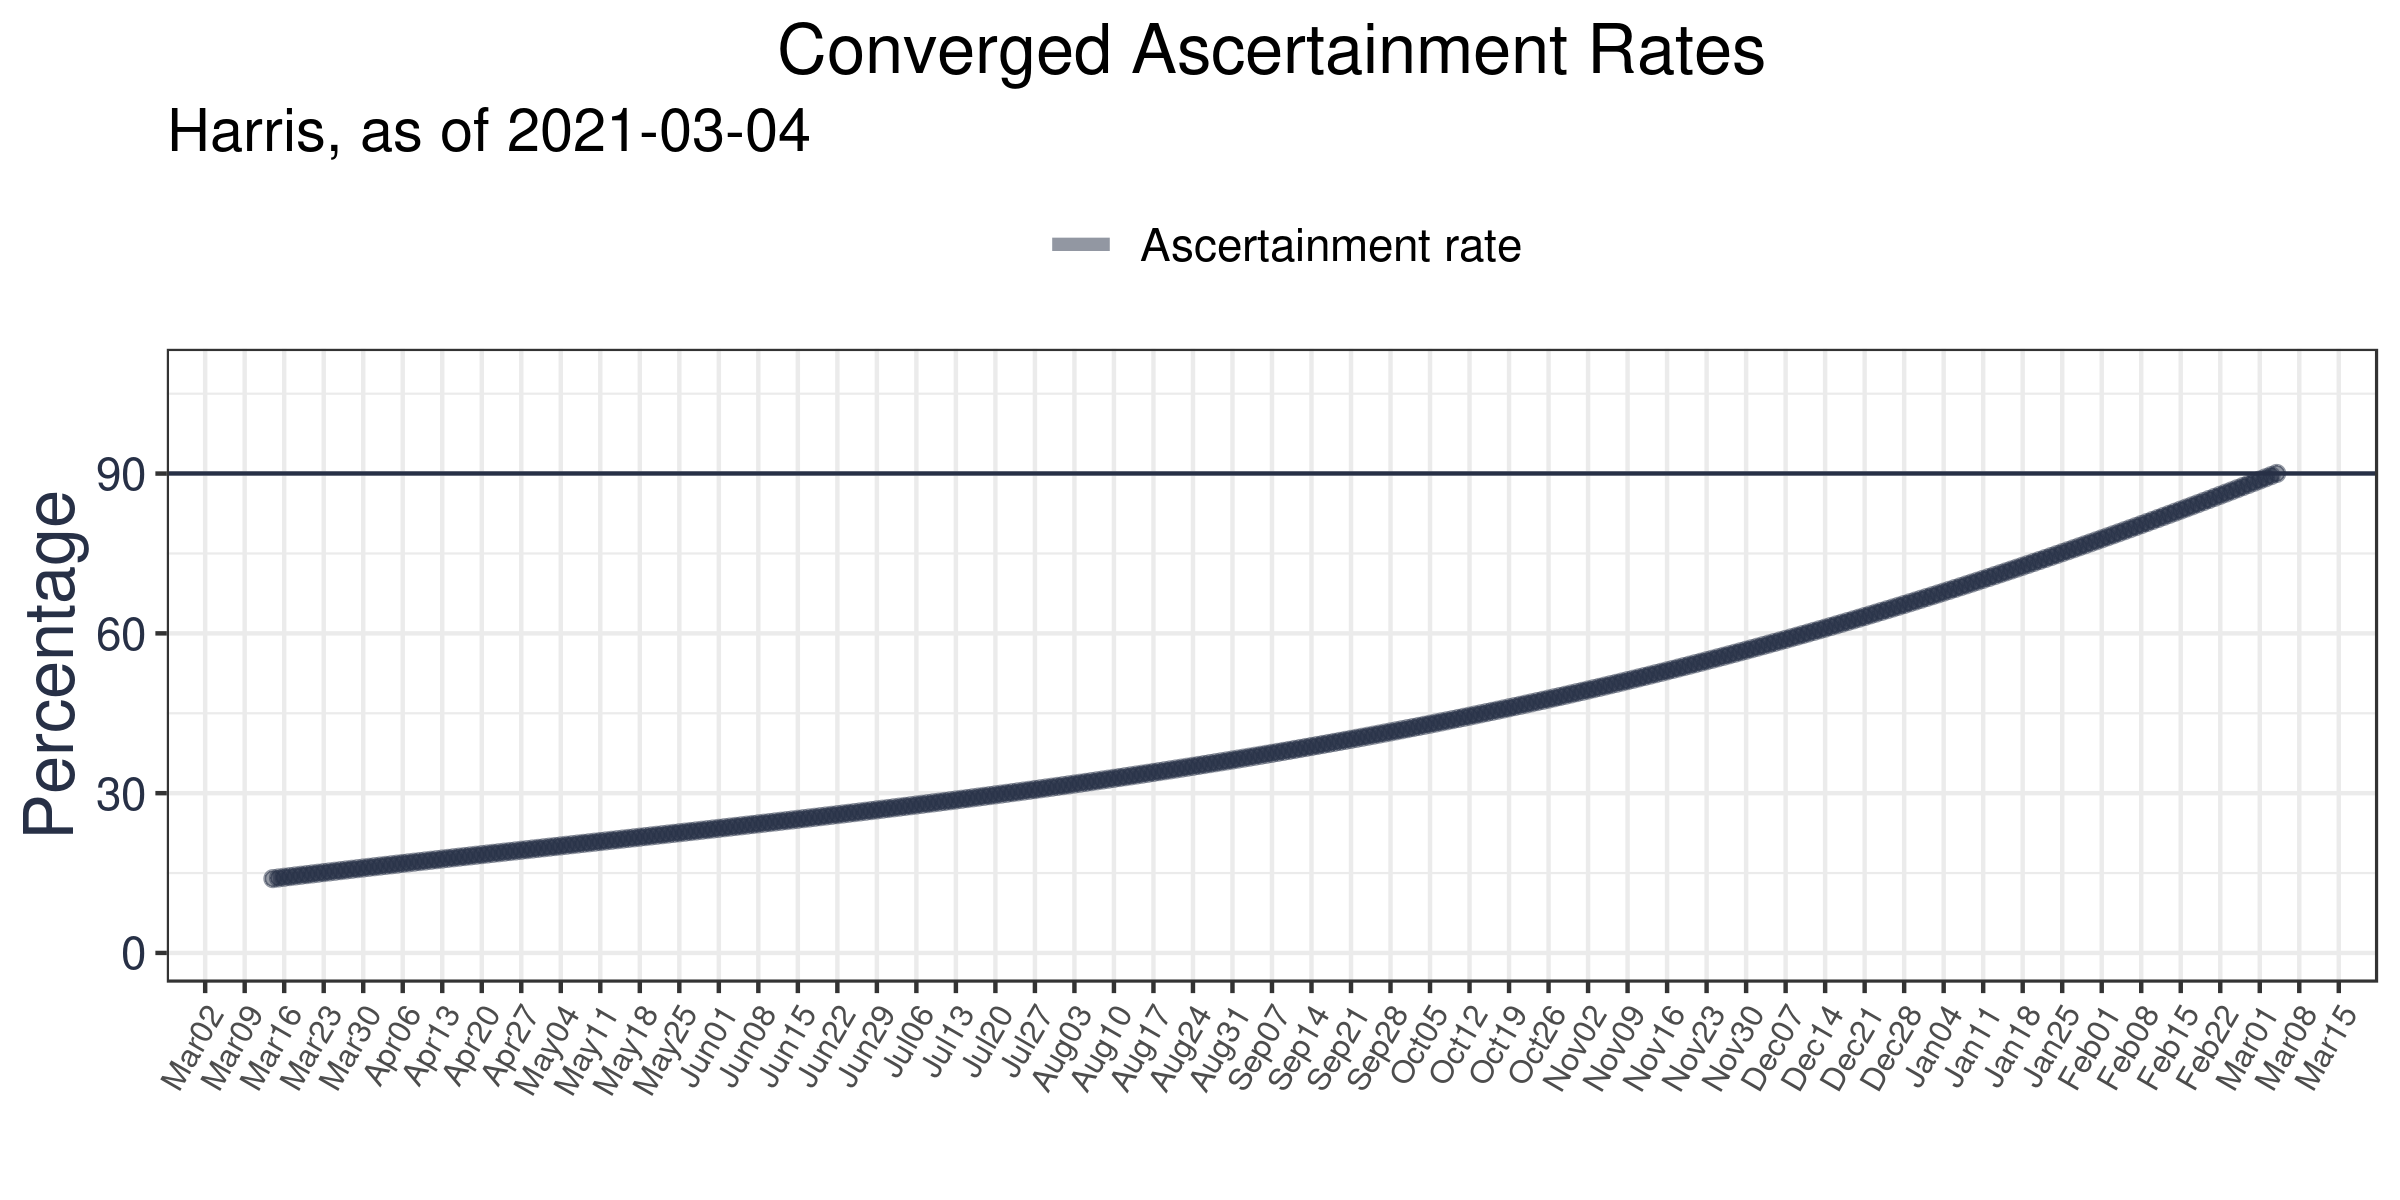 Converged Ascertainment Rates
Harris, as of 2021-03-04
Ascertainment rate
Percentage
90
60
30
0
Mar02 Mar09 Mar16 Mar23 Mar30 Apr06 Apr13 Apr20 Apr27 May04 May11 May18 May25 Jun01 Jun08 Jun15 Jun22 Jun29 Jul06 Jul13 Jul20 Jul27 Aug03 Aug10 Aug17 Aug24 Aug31 Sep07 Sep14 Sep21 Sep28 Oct05 Oct12 Oct19 Oct26 Nov02 Nov09 Nov16 Nov23 Nov30 Dec07 Dec14 Dec21 Dec28 Jan04 Jan11 Jan18 Jan25 Feb01 Feb08 Feb15 Feb22 Mar01 Mar08 Mar15